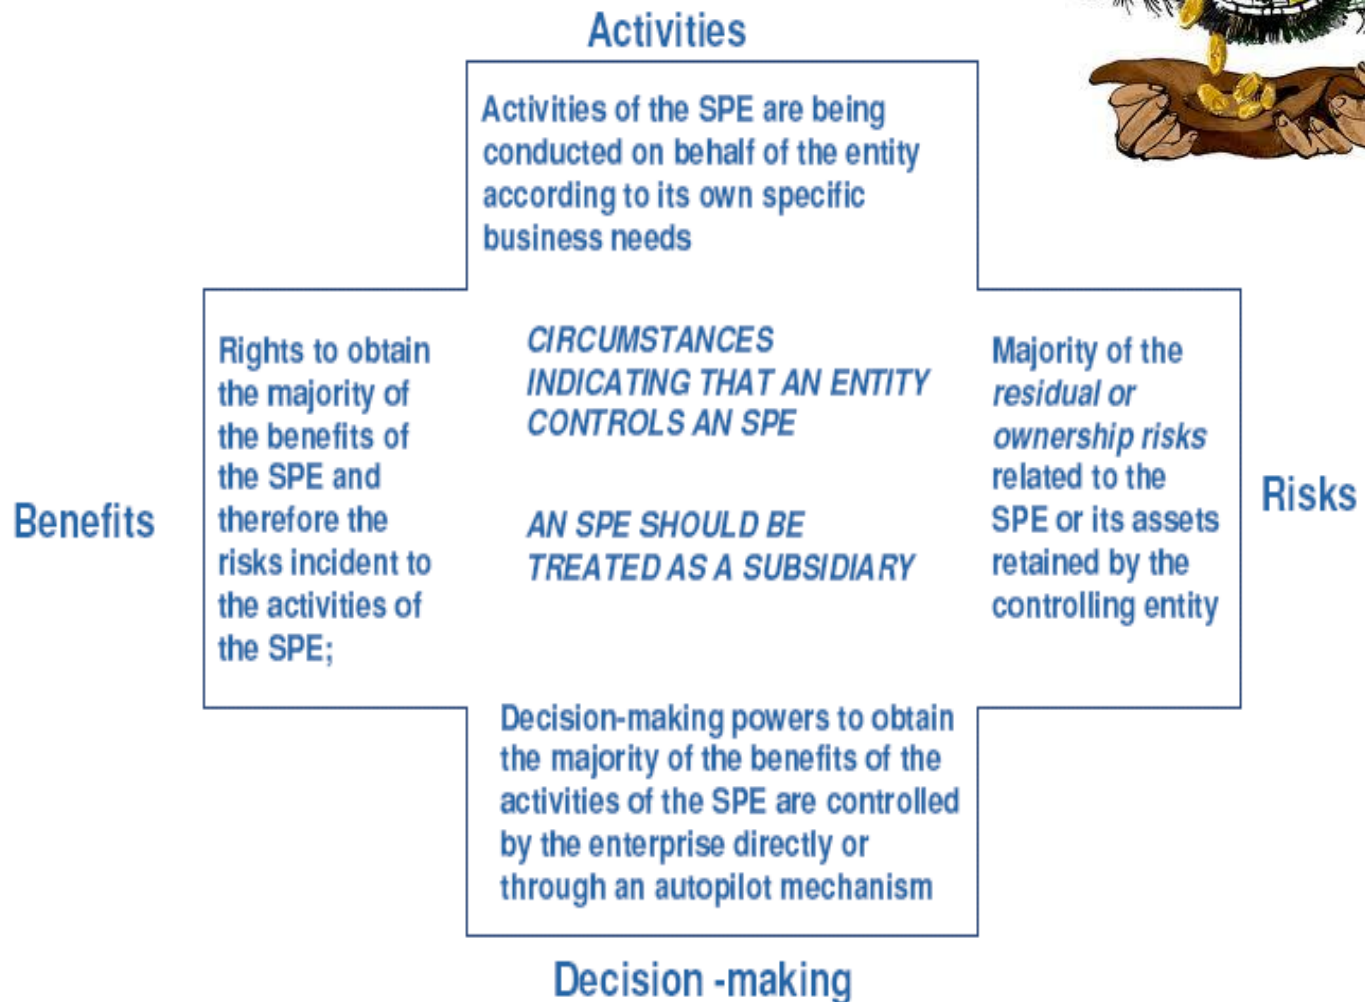 Activities
Activities of the SPE are being
conducted on behalf of the entity
according to its own specific
business needs
Benefits
Rights to obtain
the majority of
the benefits of
the SPE and
therefore the
risks incident to
the activities of
the SPE;
CIRCUMSTANCES
INDICATING THAT AN ENTITY
CONTROLS AN SPE
AN SPE SHOULD BE
TREATED AS A SUBSIDIARY
Majority of the
residual or
ownership risks
related to the
SPE or its assets
retained by the
controlling entity
Risks
Decision-making powers to obtain
the majority of the benefits of the
activities of the SPE are controlled
by the enterprise directly or
through an autopilot mechanism
Decision -making